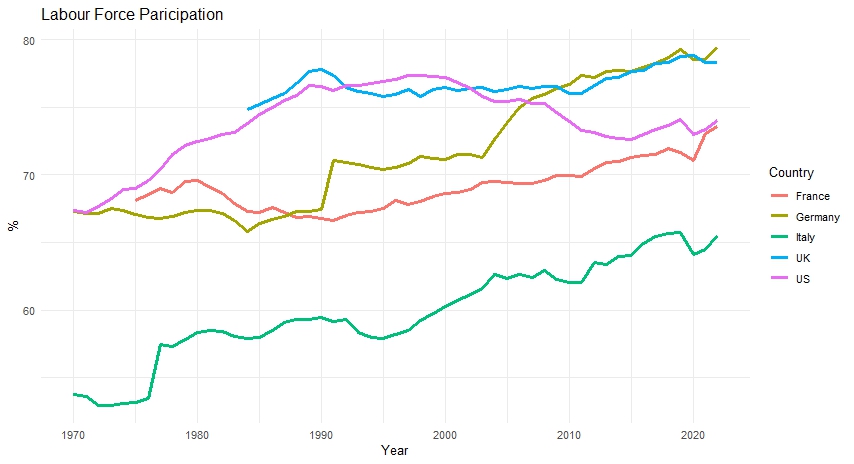 Labour Force Paricipation
80
70
60
%
1970
1980
1990
2000
2010
2020
Year
Country
France
Germany
Italy
UK
US